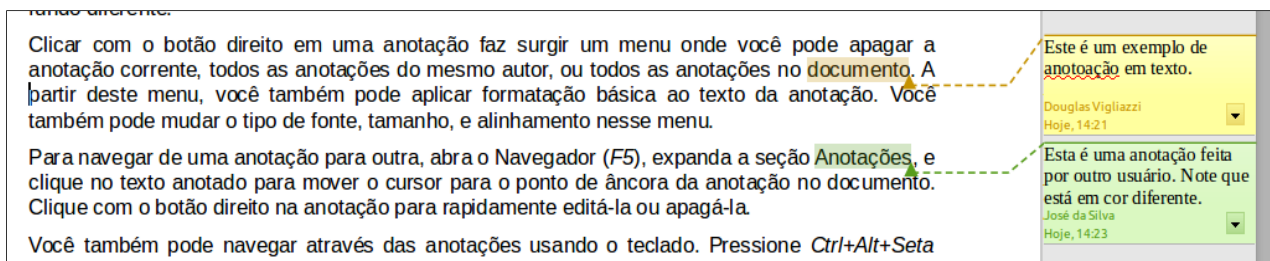 fundo diferente.
Clicar com o botão direito em uma anotação faz surgir um menu onde você pode apagar a
anotação corrente, todos as anotações do mesmo autor, ou todos as anotações no documento. A
partir deste menu, você também pode aplicar formatação básica ao texto da anotação. Você
também pode mudar o tipo de fonte, tamanho, e alinhamento nesse menu.
Para navegar de uma anotação para outra, abra o Navegador (F5), expanda a seção Anotações, e
clique no texto anotado para mover o cursor para o ponto de âncora da anotação no documento.
Clique com o botão direito na anotação para rapidamente editá-la ou apagá-la.
Você também pode navegar através das anotações usando o teclado. Pressione Ctrl+Alt+Seta
Este é um exemplo de
anotoação em texto.
Douglas Vigliazzi
Hoje, 14:21
Esta é uma anotação feita
por outro usuário. Note que
está em cor diferente.
José da Silva
Hoje, 14:23